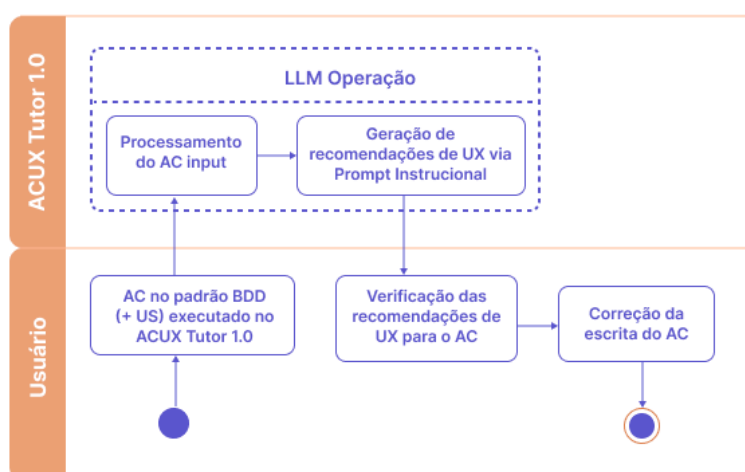 ACUX Tutor 1.0
LLM Operação
Processamento
do AC input
Geração de
recomendações de UX via
Prompt Instrucional
Usuário
AC no padrão BDD
(+ US) executado no
ACUX Tutor 1.0
Verificação das
recomendações de
UX para o AC
Correção da
escrita do AC